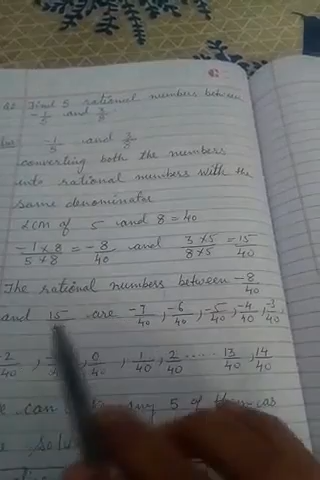 Q2. Find 5 rational numbers between
-1/5 and 3/8.
-1/5 and 3/8
converting both the numbers
into rational numbers with the
same denominator
LCM of 5 and 8 = 40
-1×8/5×8 = -8/40 and 3×5/8×5 = 15/40
The rational numbers between -8/40
and 15 are -7/40, -6/40, -5/40, -4/40, -3/40,
-2/40, 0/40, 1/40, 2/40 ..... 13/40, 14/40
can any 5 of them as